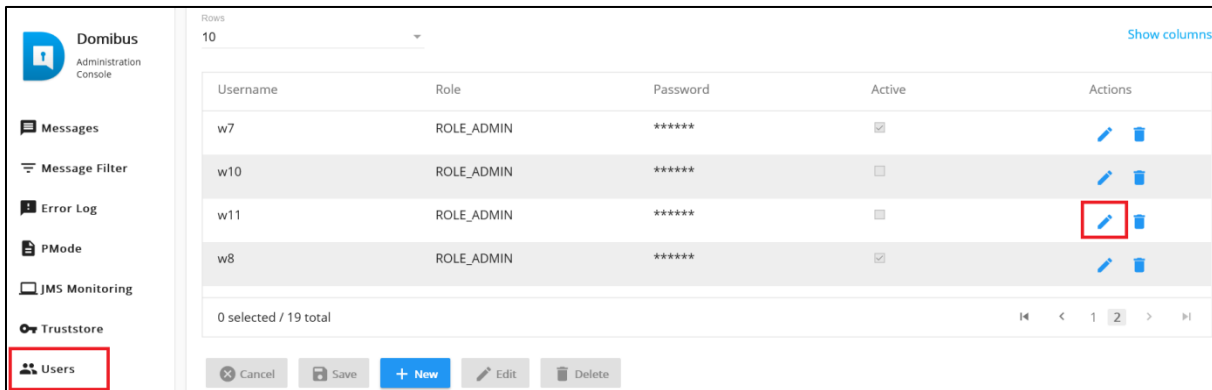 Domibus
Administration
Console
Messages
Message Filter
Error Log
PMode
JMS Monitoring
Truststore
Users
Rows
10
Show columns
Username Role Password Active Actions
w7 ROLE_ADMIN ******
w10 ROLE_ADMIN ******
w11 ROLE_ADMIN ******
w8 ROLE_ADMIN ******
0 selected / 19 total 1 2
Cancel Save + New Edit Delete